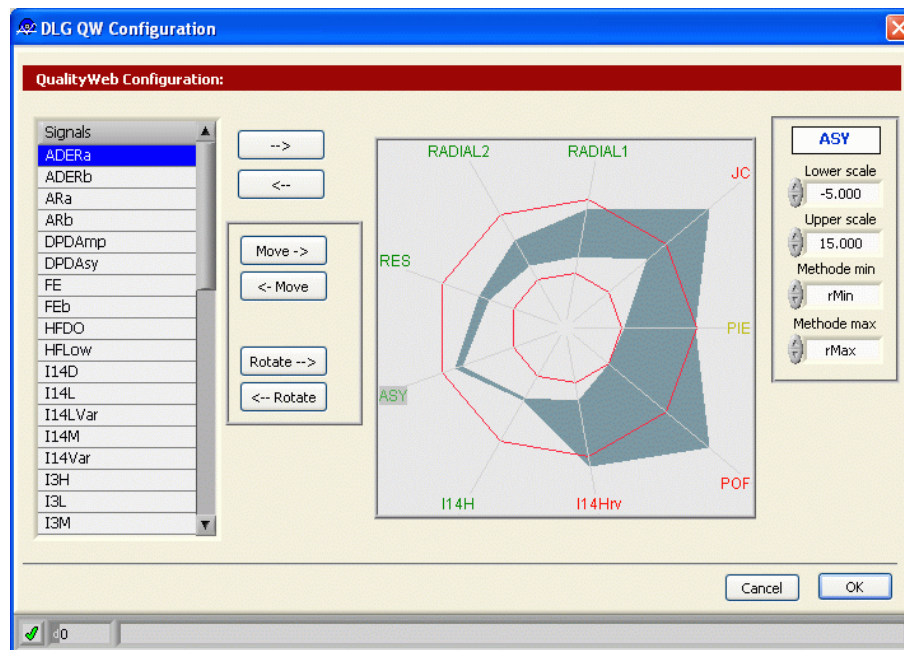 DLG QW Configuration
QualityWeb Configuration:
Signals
ADERa
ADERb
ARa
ARb
DPDAmp
DPDAsy
FE
FEb
HFDO
HFLow
I14D
I14L
I14LVar
I14M
I14Var
I3H
I3L
I3M
-->
<--
Move ->
<- Move
Rotate -->
<-- Rotate
RADIAL2
RADIAL1
JC
RES
PIE
ASY
POF
I14H
I14Hrv
ASY
Lower scale
-5.000
Upper scale
15.000
Methode min
rMin
Methode max
rMax
Cancel
OK
d0